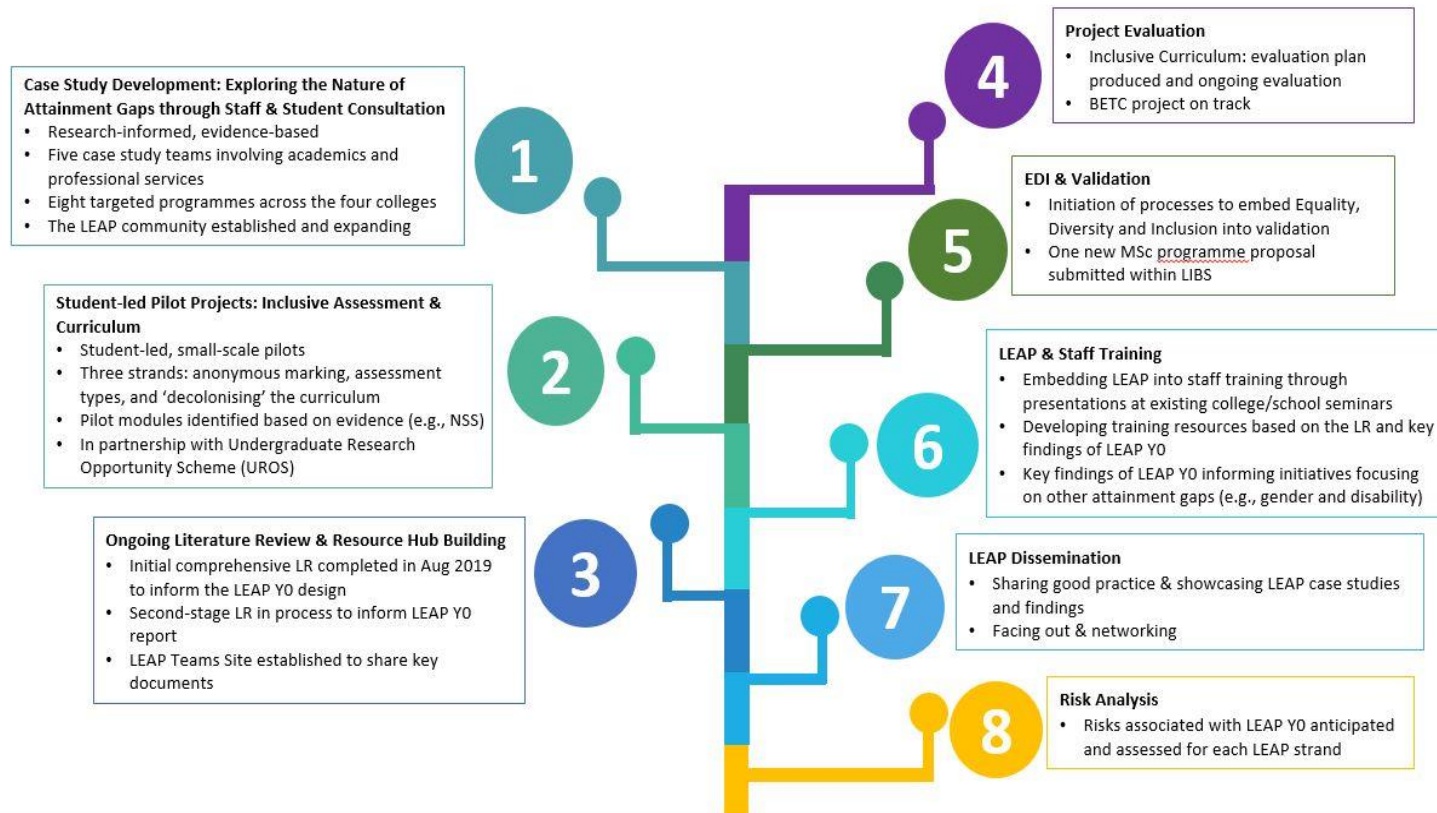 Case Study Development: Exploring the Nature of
Attainment Gaps through Staff & Student Consultation
• Research-informed, evidence-based
• Five case study teams involving academics and
professional services
• Eight targeted programmes across the four colleges
• The LEAP community established and expanding
1
Student-led Pilot Projects: Inclusive Assessment &
Curriculum
• Student-led, small-scale pilots
• Three strands: anonymous marking, assessment
types, and ‘decolonising’ the curriculum
• Pilot modules identified based on evidence (e.g., NSS)
• In partnership with Undergraduate Research
Opportunity Scheme (UROS)
2
Ongoing Literature Review & Resource Hub Building
• Initial comprehensive LR completed in Aug 2019
to inform the LEAP Y0 design
• Second-stage LR in process to inform LEAP Y0
report
• LEAP Teams Site established to share key
documents
3
4
Project Evaluation
• Inclusive Curriculum: evaluation plan
produced and ongoing evaluation
• BETC project on track
5
EDI & Validation
• Initiation of processes to embed Equality,
Diversity and Inclusion into validation
• One new MSc programme proposal
submitted within LIBS
6
LEAP & Staff Training
• Embedding LEAP into staff training through
presentations at existing college/school seminars
• Developing training resources based on the LR and key
findings of LEAP Y0
• Key findings of LEAP Y0 informing initiatives focusing
on other attainment gaps (e.g., gender and disability)
7
LEAP Dissemination
• Sharing good practice & showcasing LEAP case studies
and findings
• Facing out & networking
8
Risk Analysis
• Risks associated with LEAP Y0 anticipated
and assessed for each LEAP strand